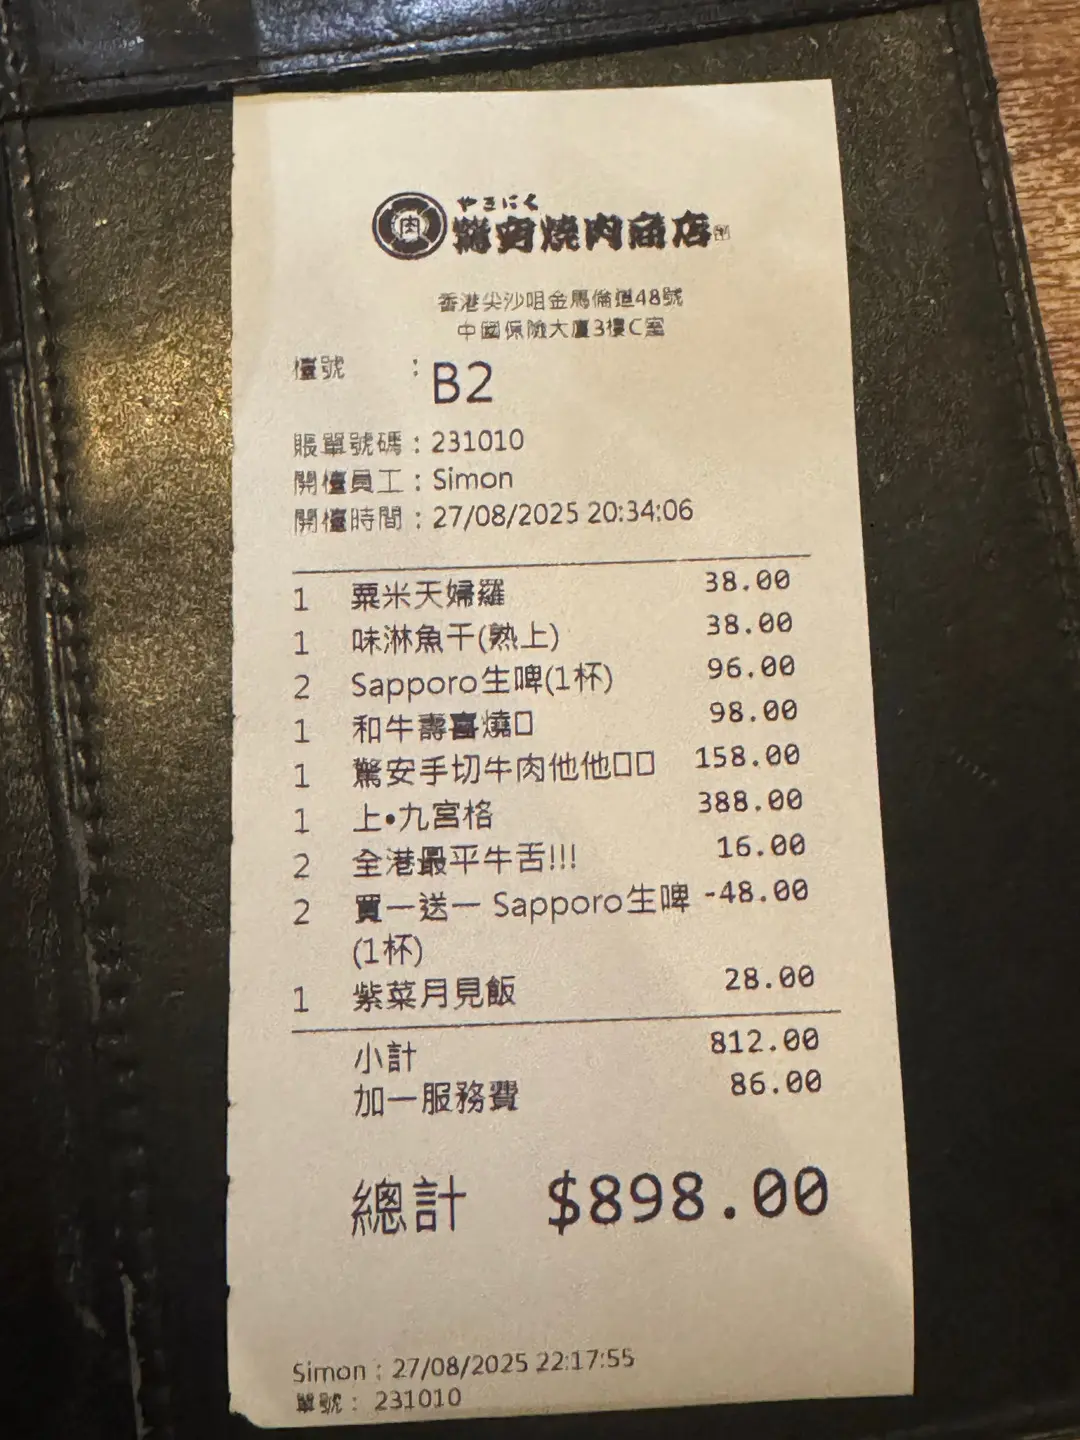 やきにく
肉 驚安燒肉商店
香港尖沙咀金馬倫道48號
中國保險大廈3樓C室
檯號 : B2
賬單號碼 : 231010
開檯員工 : Simon
開檯時間 : 27/08/2025 20:34:06
1 粟米天婦羅 38.00
1 味淋魚干(熟上) 38.00
2 Sapporo生啤(1杯) 96.00
1 和牛壽喜燒□ 98.00
1 驚安手切牛肉他他□□ 158.00
1 上•九宮格 388.00
2 全港最平牛舌!!! 16.00
2 買一送一 Sapporo生啤 -48.00
(1杯)
1 紫菜月見飯 28.00
小計 812.00
加一服務費 86.00
總計 $898.00
Simon : 27/08/2025 22:17:55
單號 : 231010